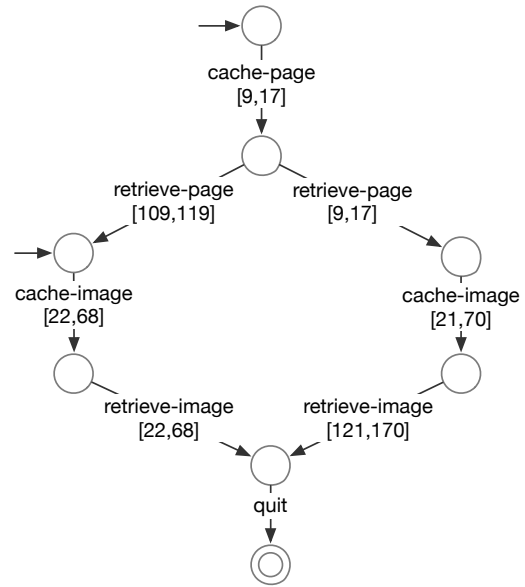 cache-page
[9,17]
retrieve-page
[109,119]
retrieve-page
[9,17]
cache-image
[22,68]
cache-image
[21,70]
retrieve-image
[22,68]
retrieve-image
[121,170]
quit